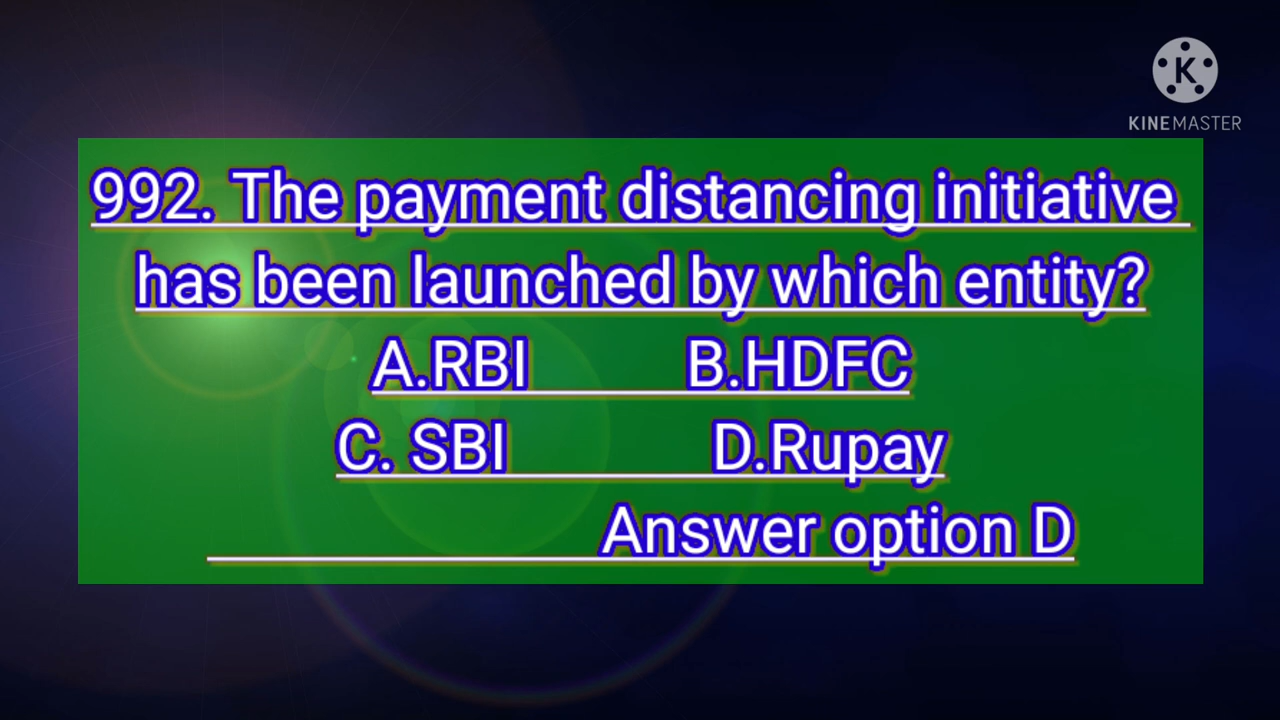 K
KINEMASTER
992. The payment distancing initiative
has been launched by which entity?
A.RBI B.HDFC
C. SBI D.Rupay
Answer option D